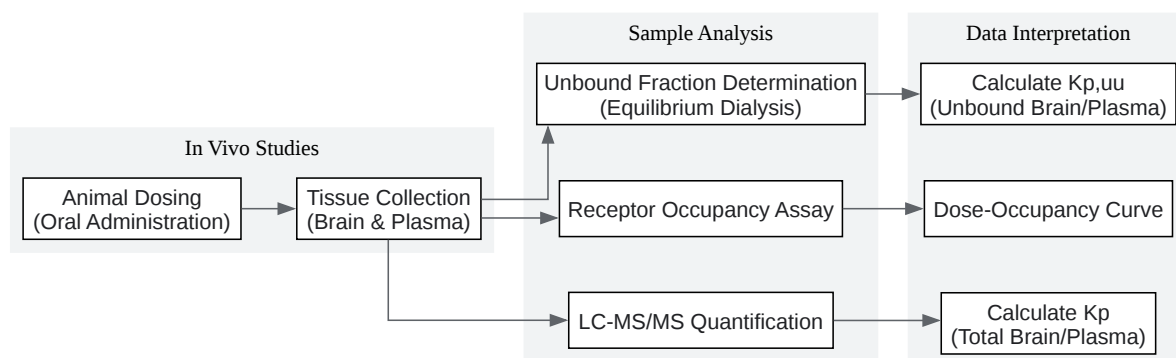 Sample Analysis
Data Interpretation
Unbound Fraction Determination
(Equilibrium Dialysis)
Calculate Kp,uu
(Unbound Brain/Plasma)
In Vivo Studies
Animal Dosing
(Oral Administration)
Tissue Collection
(Brain & Plasma)
Receptor Occupancy Assay
Dose-Occupancy Curve
LC-MS/MS Quantification
Calculate Kp
(Total Brain/Plasma)